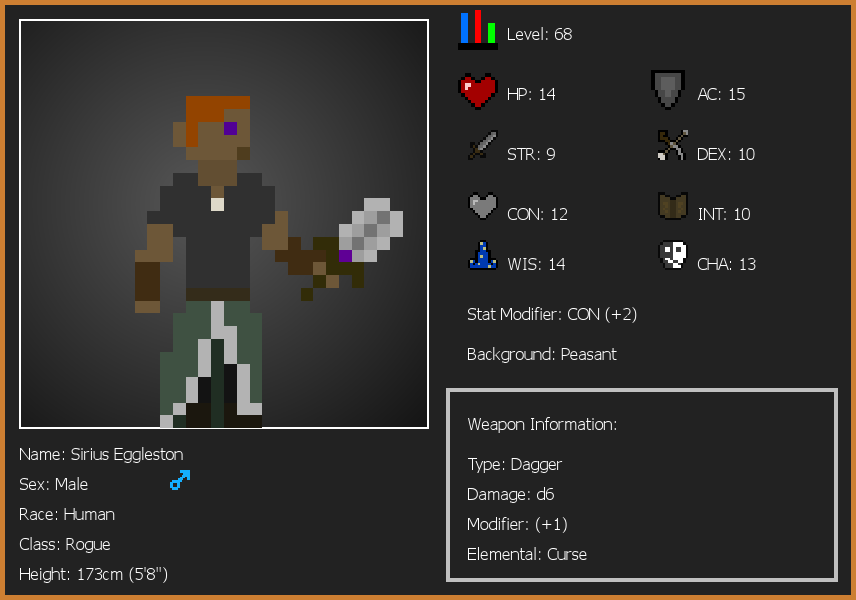 Level: 68
HP: 14
AC: 15
STR: 9
DEX: 10
CON: 12
INT: 10
WIS: 14
CHA: 13
Stat Modifier: CON (+2)
Background: Peasant
Weapon Information:
Type: Dagger
Damage: d6
Modifier: (+1)
Elemental: Curse
Name: Sirius Eggleston
Sex: Male
Race: Human
Class: Rogue
Height: 173cm (5'8")